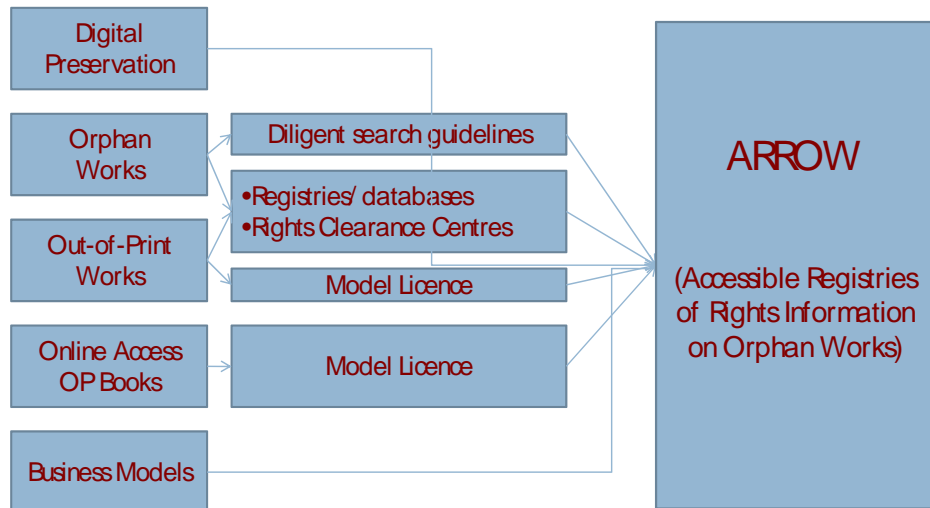 Digital
Preservation
Orphan
Works
Out-of-Print
Works
Online Access
OP Books
Business Models
Diligent search guidelines
•Registries/ databases
•Rights Clearance Centres
Model Licence
Model Licence
ARROW
(Accessible Registries
of Rights Information
on Orphan Works)